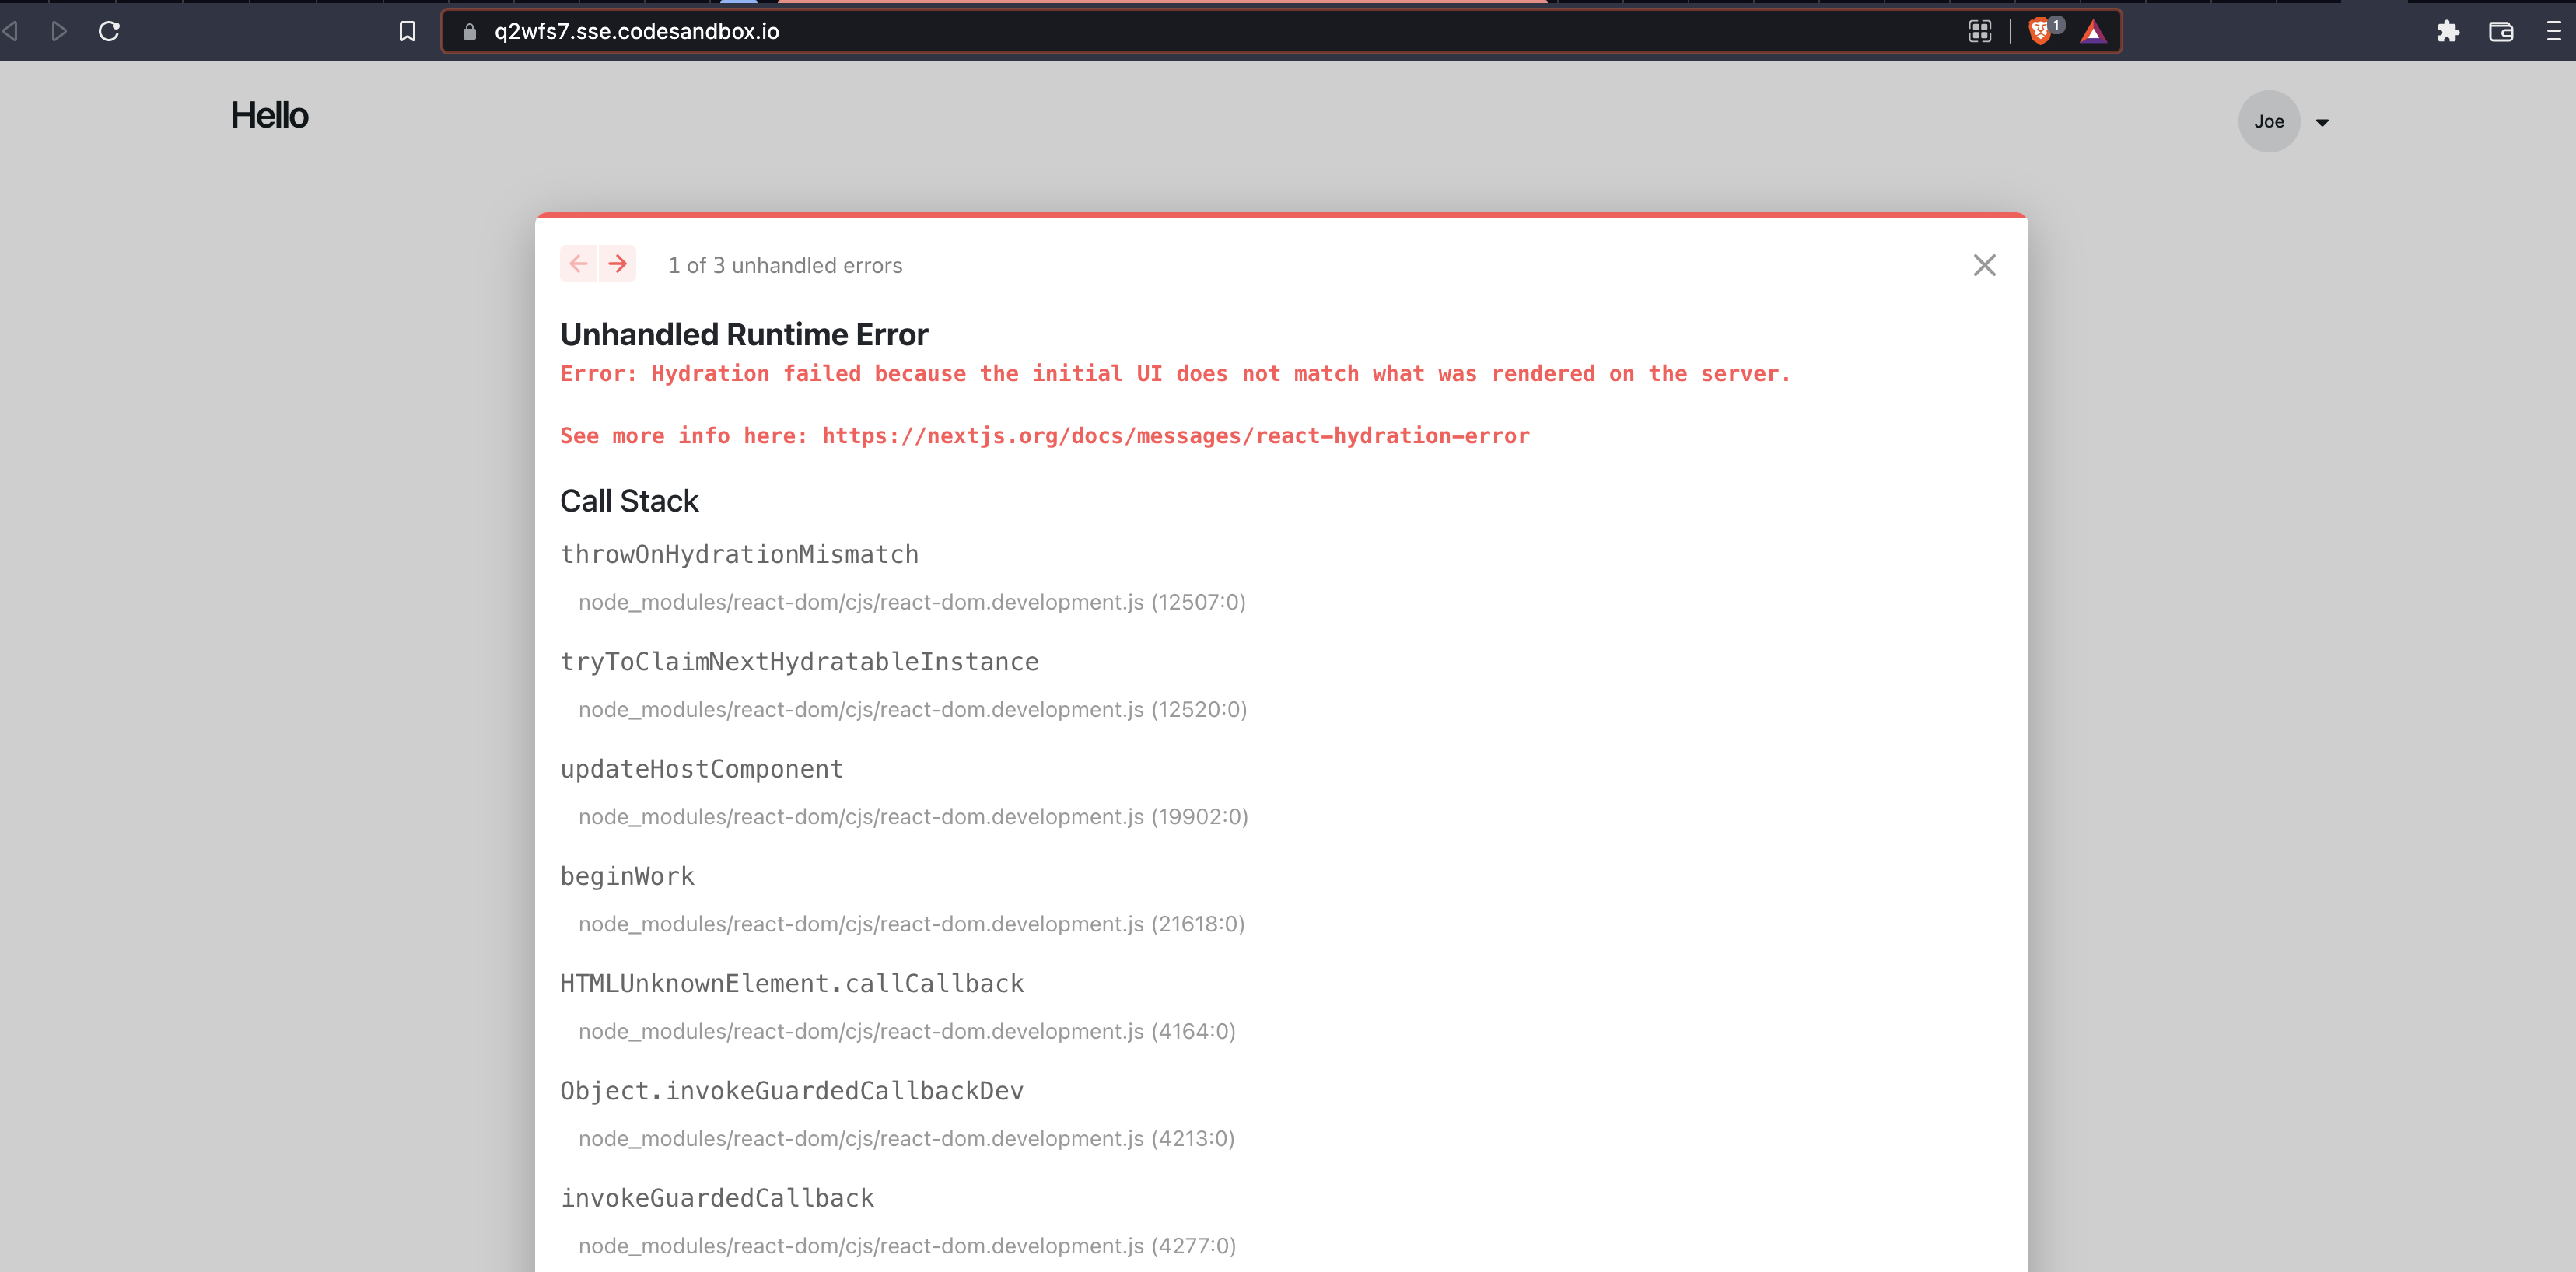 q2wfs7.sse.codesandbox.io
1
Hello
Joe
1 of 3 unhandled errors
Unhandled Runtime Error
Error: Hydration failed because the initial UI does not match what was rendered on the server.
See more info here: https://nextjs.org/docs/messages/react-hydration-error
Call Stack
throwOnHydrationMismatch
node_modules/react-dom/cjs/react-dom.development.js (12507:0)
tryToClaimNextHydratableInstance
node_modules/react-dom/cjs/react-dom.development.js (12520:0)
updateHostComponent
node_modules/react-dom/cjs/react-dom.development.js (19902:0)
beginWork
node_modules/react-dom/cjs/react-dom.development.js (21618:0)
HTMLUnknownElement.callCallback
node_modules/react-dom/cjs/react-dom.development.js (4164:0)
Object.invokeGuardedCallbackDev
node_modules/react-dom/cjs/react-dom.development.js (4213:0)
invokeGuardedCallback
node_modules/react-dom/cjs/react-dom.development.js (4277:0)